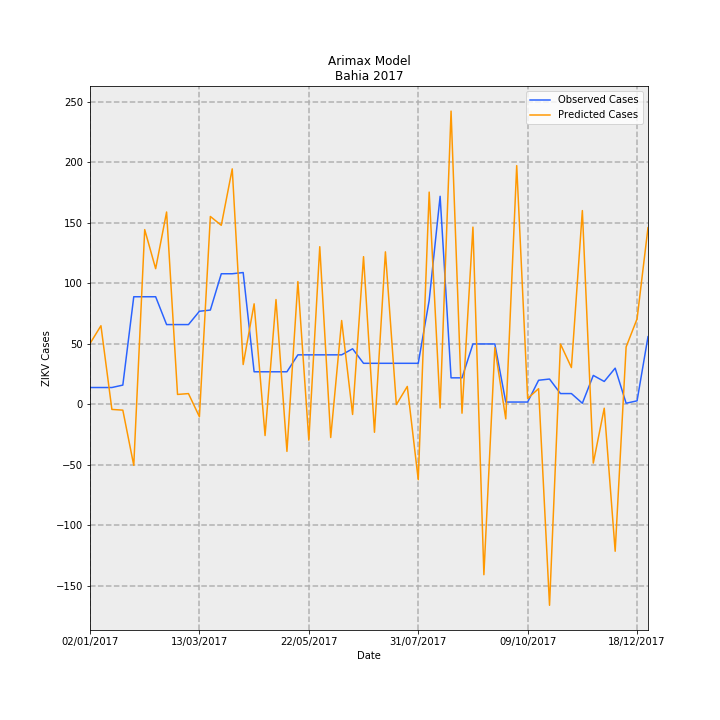 Arimax Model
Bahia 2017
Observed Cases
Predicted Cases
ZIKV Cases
250
200
150
100
50
0
−50
−100
−150
02/01/2017 13/03/2017 22/05/2017 31/07/2017 09/10/2017 18/12/2017
Date